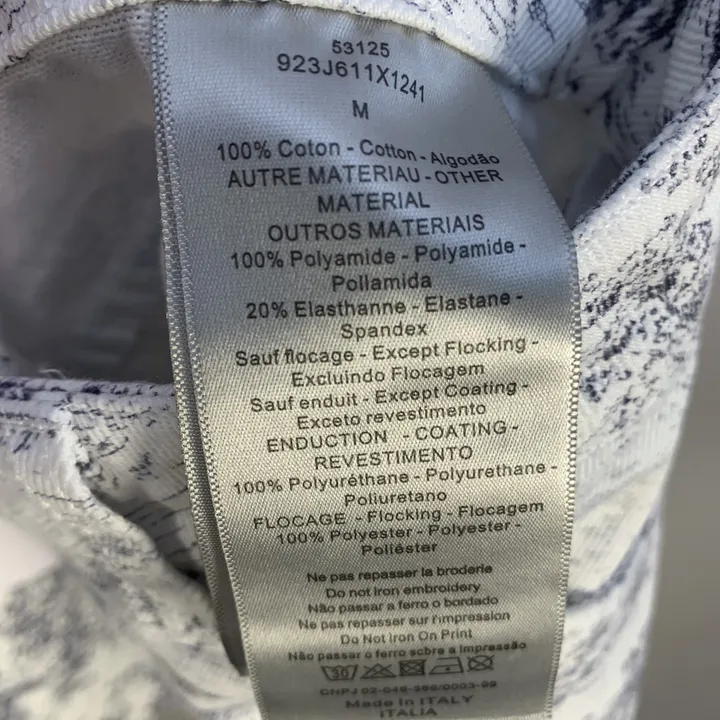 53125
923J611X1241
M
100% Coton - Cotton - Algodão
AUTRE MATERIAU - OTHER
MATERIAL
OUTROS MATERIAIS
100% Polyamide - Polyamide -
Poliamida
20% Elasthanne - Elastane -
Spandex
Sauf flocage - Except Flocking -
Excluindo Flocagem
Sauf enduit - Except Coating -
Exceto revestimento
ENDUCTION - COATING -
REVESTIMENTO
100% Polyuréthane - Polyurethane -
Poliuretano
FLOCAGE - Flocking - Flocagem
100% Polyester - Polyester -
Poliéster
Ne pas repasser la broderie
Do not Iron embroidery
Não passar a ferro o bordado
Ne pas repasser sur l'impression
Do Not Iron On Print
Não passar o ferro sobre a impressão
30
CNPJ
Made in ITALY
ITALIA